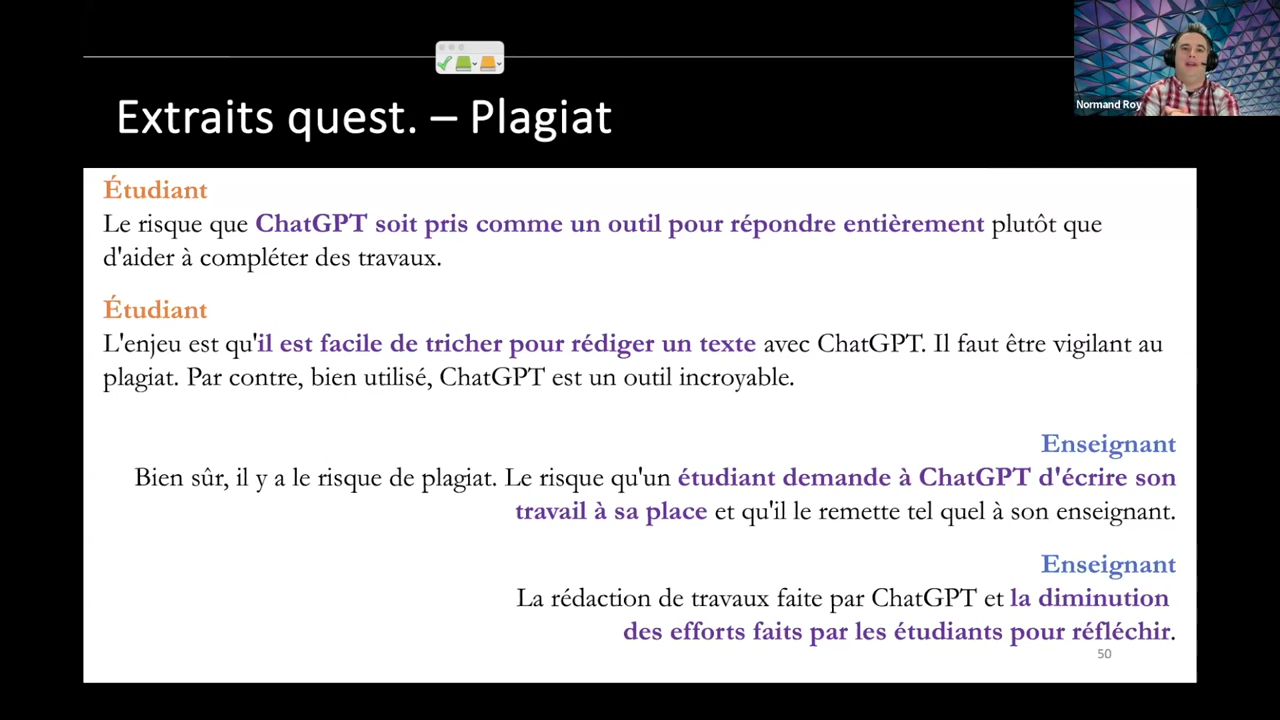 Normand Roy
Extraits quest. – Plagiat
Étudiant
Le risque que ChatGPT soit pris comme un outil pour répondre entièrement plutôt que
d'aider à compléter des travaux.
Étudiant
L'enjeu est qu'il est facile de tricher pour rédiger un texte avec ChatGPT. Il faut être vigilant au
plagiat. Par contre, bien utilisé, ChatGPT est un outil incroyable.
Enseignant
Bien sûr, il y a le risque de plagiat. Le risque qu'un étudiant demande à ChatGPT d'écrire son
travail à sa place et qu'il le remette tel quel à son enseignant.
Enseignant
La rédaction de travaux faite par ChatGPT et la diminution
des efforts faits par les étudiants pour réfléchir.
50